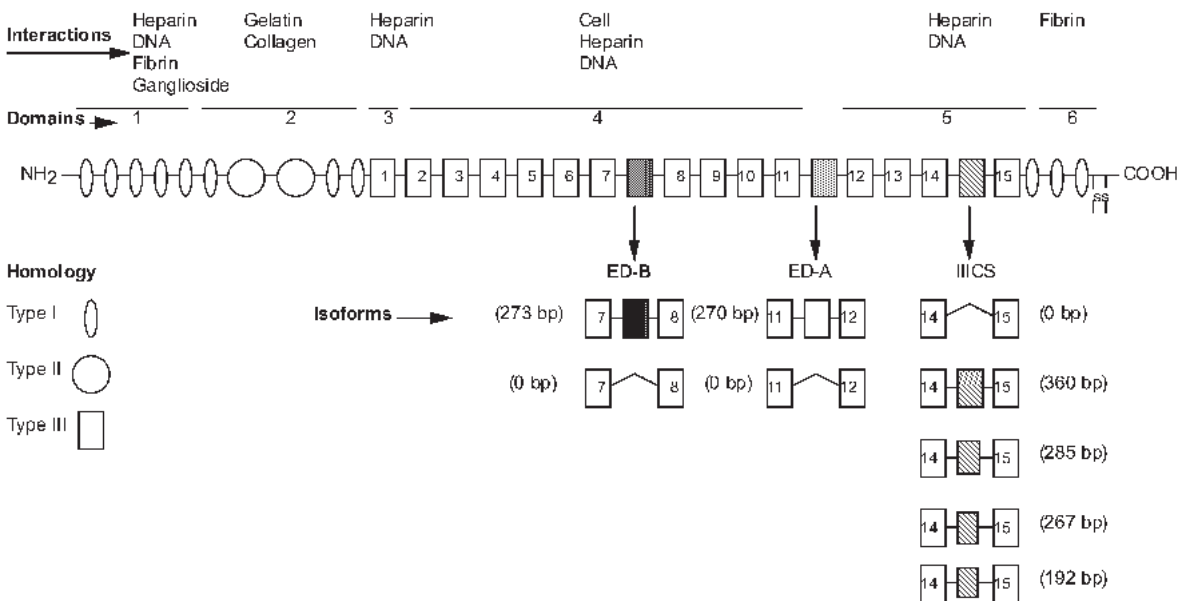 Heparin Gelatin Heparin Cell Heparin Fibrin
Interactions DNA Collagen DNA Heparin DNA
Fibrin DNA
Ganglioside
Domains 1 2 3 4 5 6
NH2 1 2 3 4 5 6 7 8 9 10 11 12 13 14 15 COOH
ss
Homology ED-B ED-A IIICS
Type I Isoforms (273 bp) 7 8 (270 bp) 11 12 14 15 (0 bp)
Type II (0 bp) 7 8 (0 bp) 11 12 14 15 (360 bp)
Type III
14 15 (285 bp)
14 15 (267 bp)
14 15 (192 bp)